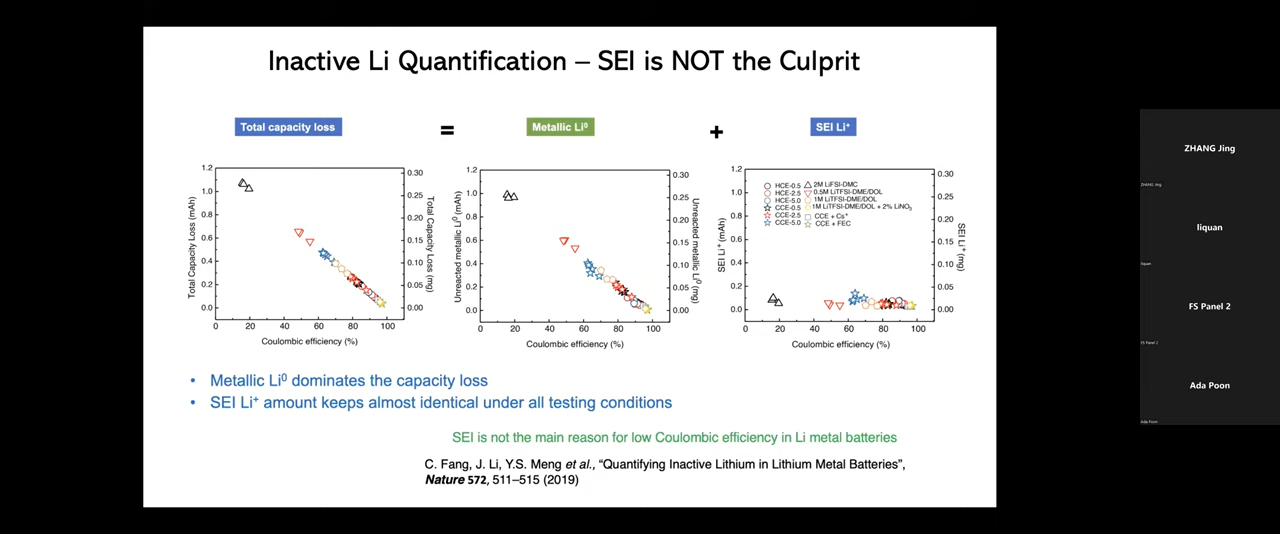 Inactive Li Quantification – SEI is NOT the Culprit
Total capacity loss
=
Metallic Li⁰
+
SEI Li⁺
1.2
1.0
0.8
0.6
0.4
0.2
0.0
Total Capacity Loss (mAh)
0.30
0.25
0.20
0.15
0.10
0.05
0.00
Total Capacity Loss (mg)
0 20 40 60 80 100
Coulombic efficiency (%)
1.2
1.0
0.8
0.6
0.4
0.2
0.0
Unreacted metallic Li⁰ (mAh)
0.30
0.25
0.20
0.15
0.10
0.05
0.00
Unreacted metallic Li⁰ (mg)
0 20 40 60 80 100
Coulombic efficiency (%)
1.2
1.0
0.8
0.6
0.4
0.2
0.0
SEI Li⁺ (mAh)
HCE-0.5 2M LiFSI-DMC
HCE-2.5 0.5M LiTFSI-DME/DOL
HCE-5.0 1M LiTFSI-DME/DOL
CCE-0.5 1M LiTFSI-DME/DOL + 2% LiNO₃
CCE-2.5 CCE + Cs⁺
CCE-5.0 CCE + FEC
0.30
0.25
0.20
0.15
0.10
0.05
0.00
SEI Li⁺ (mg)
0 20 40 60 80 100
Coulombic efficiency (%)
• Metallic Li⁰ dominates the capacity loss
• SEI Li⁺ amount keeps almost identical under all testing conditions
SEI is not the main reason for low Coulombic efficiency in Li metal batteries
C. Fang, J. Li, Y.S. Meng et al., “Quantifying Inactive Lithium in Lithium Metal Batteries”,
Nature 572, 511–515 (2019)
ZHANG Jing
ZHANG Jing
liquan
liquan
FS Panel 2
FS Panel 2
Ada Poon
Ada Poon